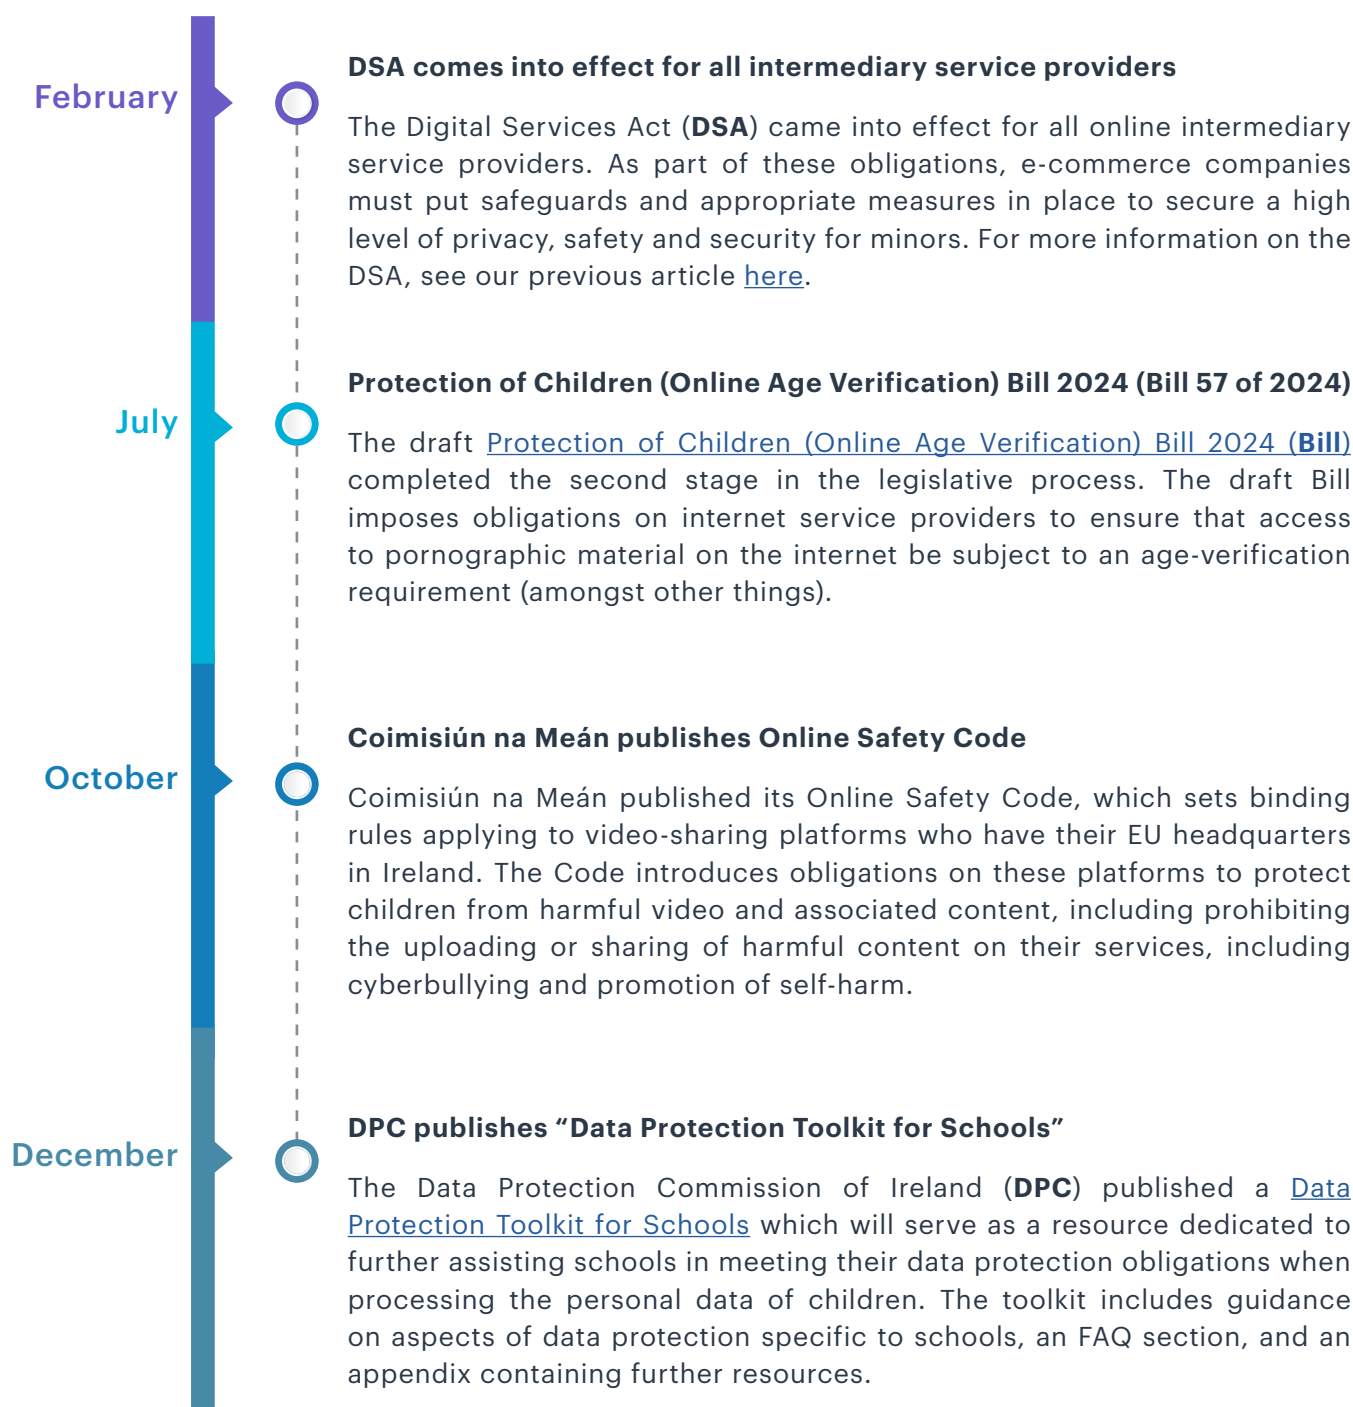 February
DSA comes into effect for all intermediary service providers
The Digital Services Act (DSA) came into effect for all online intermediary
service providers. As part of these obligations, e-commerce companies
must put safeguards and appropriate measures in place to secure a high
level of privacy, safety and security for minors. For more information on the
DSA, see our previous article here.
July
Protection of Children (Online Age Verification) Bill 2024 (Bill 57 of 2024)
The draft Protection of Children (Online Age Verification) Bill 2024 (Bill)
completed the second stage in the legislative process. The draft Bill
imposes obligations on internet service providers to ensure that access
to pornographic material on the internet be subject to an age-verification
requirement (amongst other things).
October
Coimisiún na Meán publishes Online Safety Code
Coimisiún na Meán published its Online Safety Code, which sets binding
rules applying to video-sharing platforms who have their EU headquarters
in Ireland. The Code introduces obligations on these platforms to protect
children from harmful video and associated content, including prohibiting
the uploading or sharing of harmful content on their services, including
cyberbullying and promotion of self-harm.
December
DPC publishes “Data Protection Toolkit for Schools”
The Data Protection Commission of Ireland (DPC) published a Data
Protection Toolkit for Schools which will serve as a resource dedicated to
further assisting schools in meeting their data protection obligations when
processing the personal data of children. The toolkit includes guidance
on aspects of data protection specific to schools, an FAQ section, and an
appendix containing further resources.